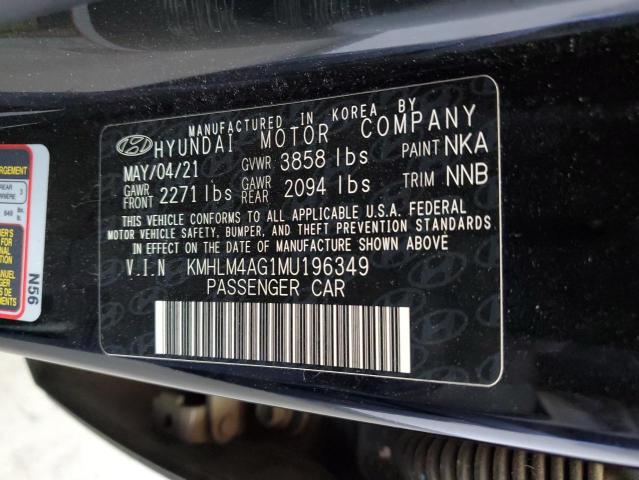 MANUFACTURED IN KOREA BY
HYUNDAI MOTOR COMPANY
MAY/04/21 GVWR 3858 lbs PAINT NKA
GAWR FRONT 2271 lbs GAWR REAR 2094 lbs TRIM NNB
THIS VEHICLE CONFORMS TO ALL APPLICABLE U.S.A. FEDERAL
MOTOR VEHICLE SAFETY, BUMPER, AND THEFT PREVENTION STANDARDS
IN EFFECT ON THE DATE OF MANUFACTURE SHOWN ABOVE
V.I.N KMHLM4AG1MU196349
PASSENGER CAR
REAR 3
N56